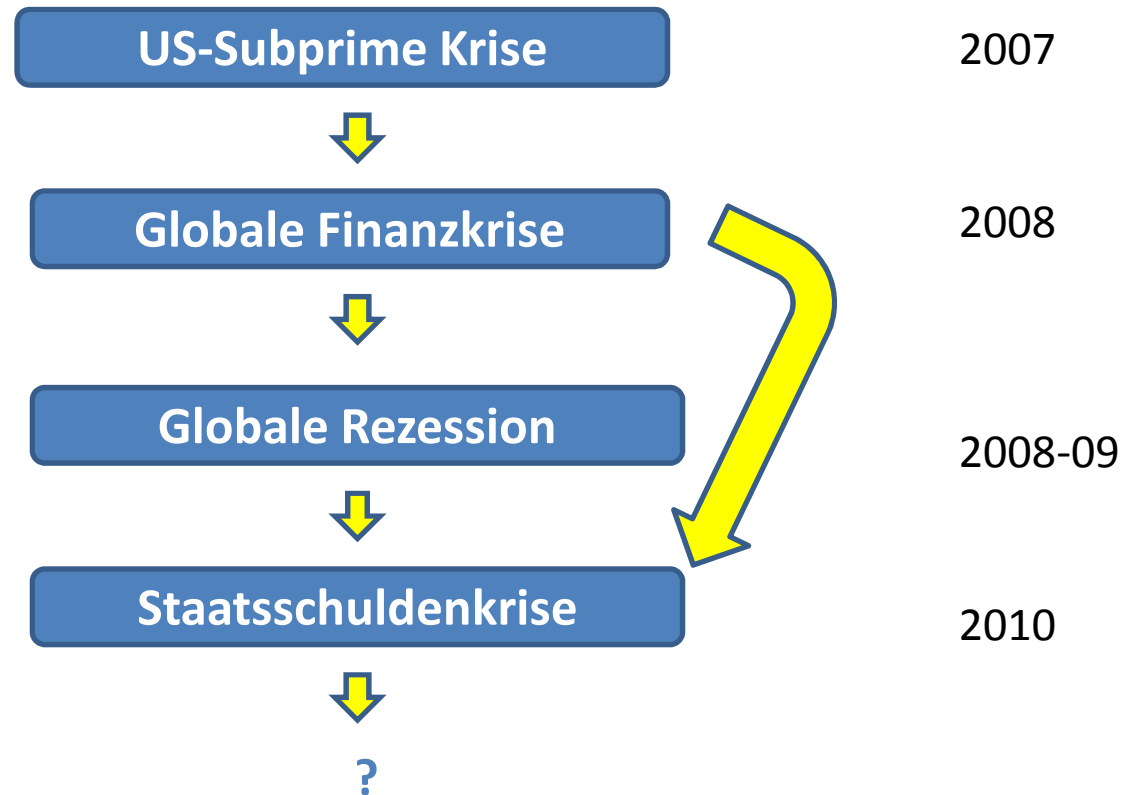 US-Subprime Krise
2007
Globale Finanzkrise
2008
Globale Rezession
2008-09
Staatsschuldenkrise
2010
?